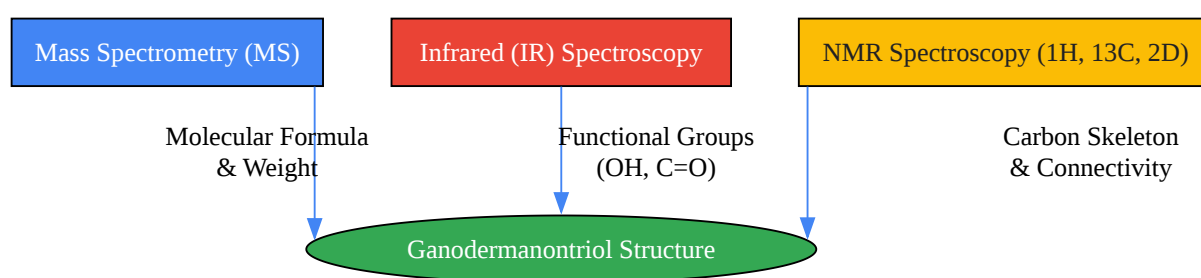 Mass Spectrometry (MS)
Infrared (IR) Spectroscopy
NMR Spectroscopy (1H, 13C, 2D)
Molecular Formula
& Weight
Functional Groups
(OH, C=O)
Carbon Skeleton
& Connectivity
Ganodermanontriol Structure